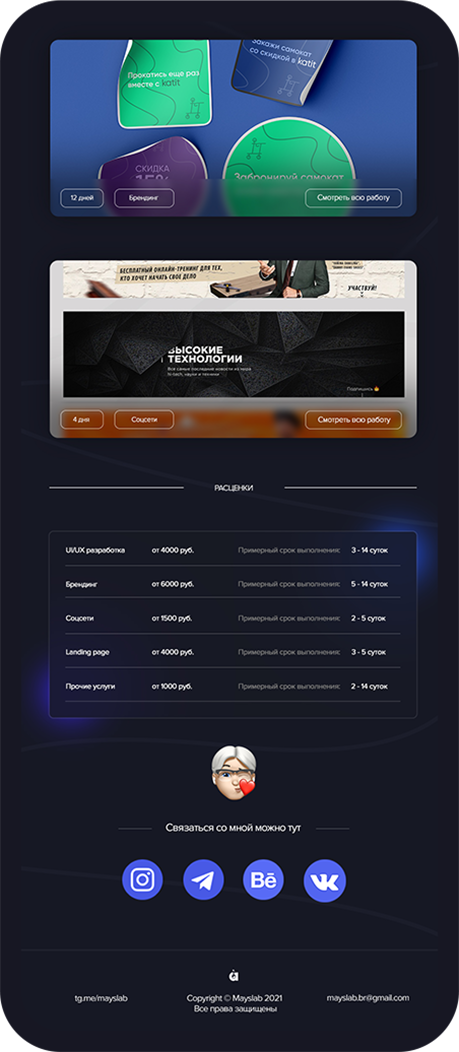 Прокатись еще раз
вместе с katit
Закажи самокат
со скидкой в katit
СКИДКА
15%
Забронируй самокат
12 дней
Брендинг
Смотреть всю работу
БЕСПЛАТНЫЙ ОНЛАЙН-ТРЕНИНГ ДЛЯ ТЕХ,
КТО ХОЧЕТ НАЧАТЬ СВОЕ ДЕЛО
УЧАСТВУЙ!
ВЫСОКИЕ
ТЕХНОЛОГИИ
Все самые последние новости из мира
hi-tech, науки и техники
Подпишись
4 дня
Соцсети
Смотреть всю работу
РАСЦЕНКИ
UI/UX разработка от 4000 руб. Примерный срок выполнения: 3 - 14 суток
Брендинг от 6000 руб. Примерный срок выполнения: 5 - 14 суток
Соцсети от 1500 руб. Примерный срок выполнения: 2 - 5 суток
Landing page от 4000 руб. Примерный срок выполнения: 3 - 5 суток
Прочие услуги от 1000 руб. Примерный срок выполнения: 2 - 14 суток
Связаться со мной можно тут
Bē
tg.me/mayslab
Copyright © Mayslab 2021
Все права защищены
mayslab.br@gmail.com